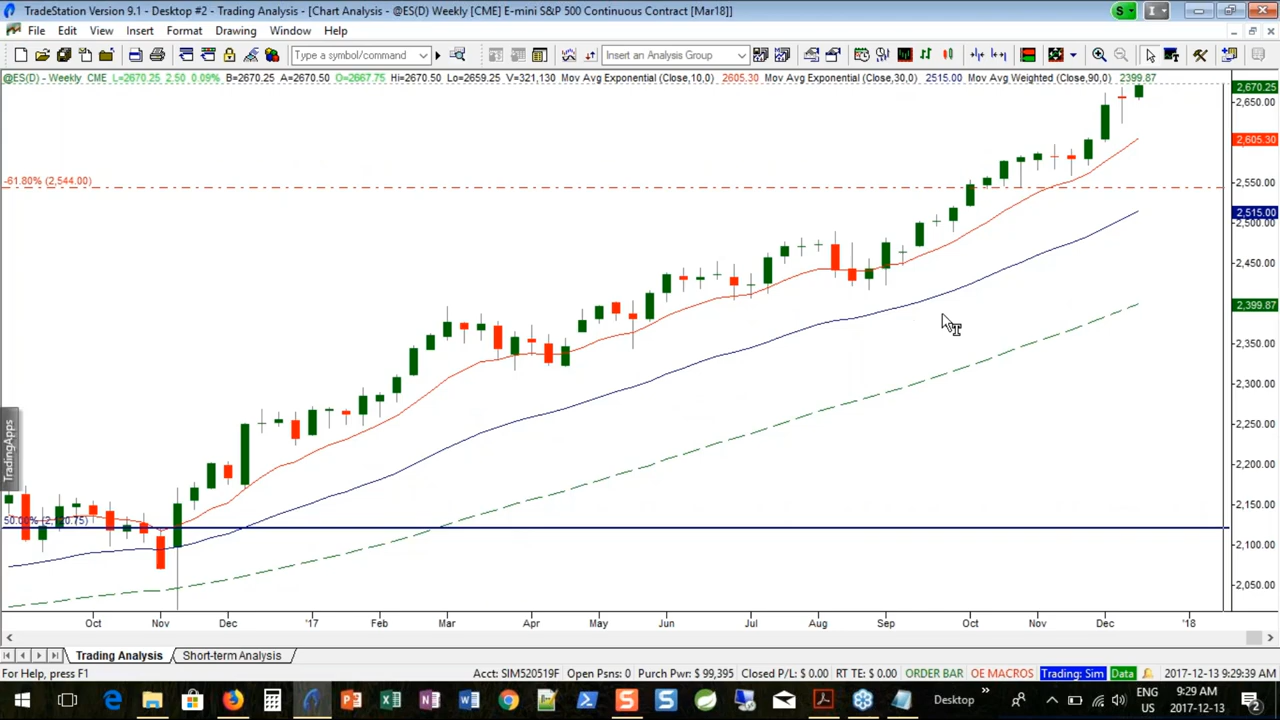 TradeStation Version 9.1 - Desktop #2 - Trading Analysis - [Chart Analysis - @ES(D) Weekly [CME] E-mini S&P 500 Continuous Contract [Mar18]]
S
I
File Edit View Insert Format Drawing Window Help
Type a symbol/command
Insert an Analysis Group
@ES(D) - Weekly CME L=2670.25 2.50 0.09% B=2670.25 A=2670.50 O=2667.75 Hi=2670.50 Lo=2659.25 V=321,130 Mov Avg Exponential (Close,10,0) 2605.30 Mov Avg Exponential (Close,30,0) 2515.00 Mov Avg Weighted (Close,90,0) 2399.87
2,670.25
2,650.00
2,605.30
-61.80% (2,544.00)
2,550.00
2,515.00
2,500.00
2,450.00
2,399.87
2,350.00
2,300.00
TradingApps
2,250.00
2,200.00
2,150.00
50.00% (2,120.75)
2,100.00
2,050.00
Oct Nov Dec '17 Feb Mar Apr May Jun Jul Aug Sep Oct Nov Dec '18
Trading Analysis Short-term Analysis
For Help, press F1 Acct: SIM520519F Open Psns: 0 Purch Pwr: $ 99,395 Closed P/L: $ 0.00 RT TE: $ 0.00 ORDER BAR OE MACROS Trading: Sim Data 2017-12-13 9:29:39 AM
Desktop
ENG
US
9:29 AM
2017-12-13
2